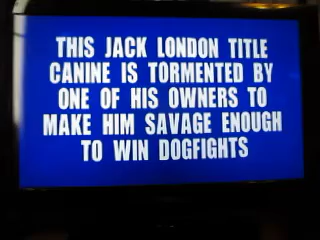 THIS JACK LONDON TITLE
CANINE IS TORMENTED BY
ONE OF HIS OWNERS TO
MAKE HIM SAVAGE ENOUGH
TO WIN DOGFIGHTS